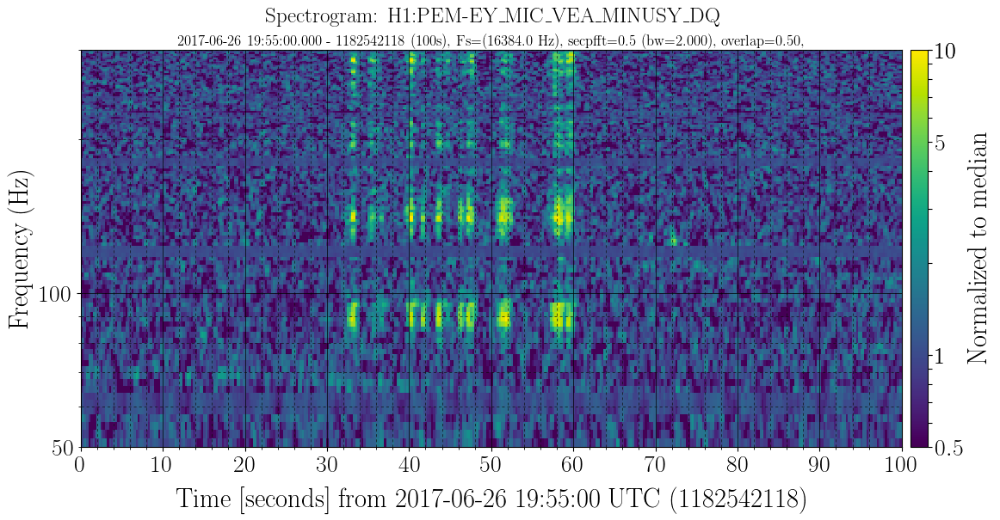 Spectrogram: H1:PEM-EY_MIC_VEA_MINUSY_DQ
2017-06-26 19:55:00.000 - 1182542118 (100s), Fs=(16384.0 Hz), secpfft=0.5 (bw=2.000), overlap=0.50,
Frequency (Hz)
100
50
0 10 20 30 40 50 60 70 80 90 100
Time [seconds] from 2017-06-26 19:55:00 UTC (1182542118)
10
5
1
0.5
Normalized to median